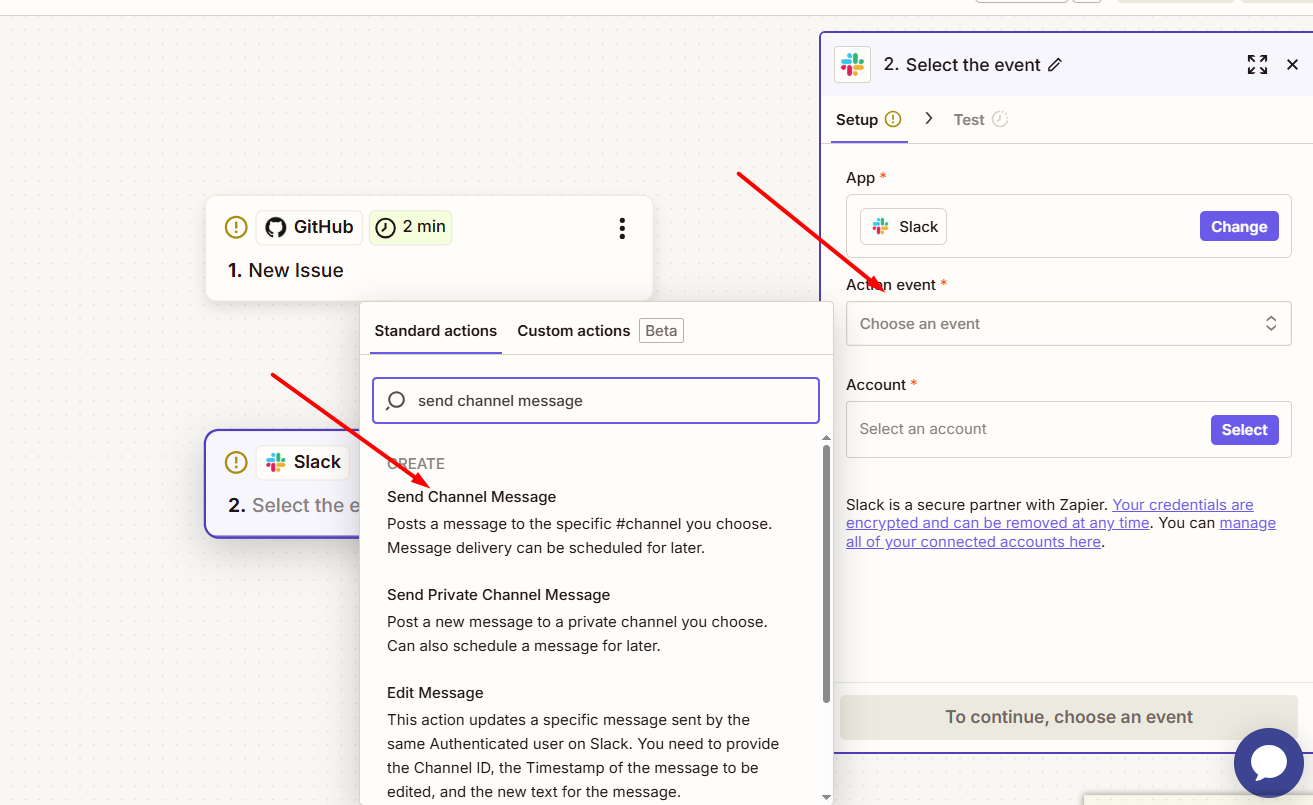 GitHub
2 min
1. New Issue
Slack
2. Select the e
Standard actions
Custom actions
Beta
send channel message
CREATE
Send Channel Message
Posts a message to the specific #channel you choose.
Message delivery can be scheduled for later.
Send Private Channel Message
Post a new message to a private channel you choose.
Can also schedule a message for later.
Edit Message
This action updates a specific message sent by the
same Authenticated user on Slack. You need to provide
the Channel ID, the Timestamp of the message to be
edited, and the new text for the message.
2. Select the event
Setup
Test
App *
Slack
Change
Action event *
Choose an event
Account *
Select an account
Select
Slack is a secure partner with Zapier. Your credentials are
encrypted and can be removed at any time. You can manage
all of your connected accounts here.
To continue, choose an event